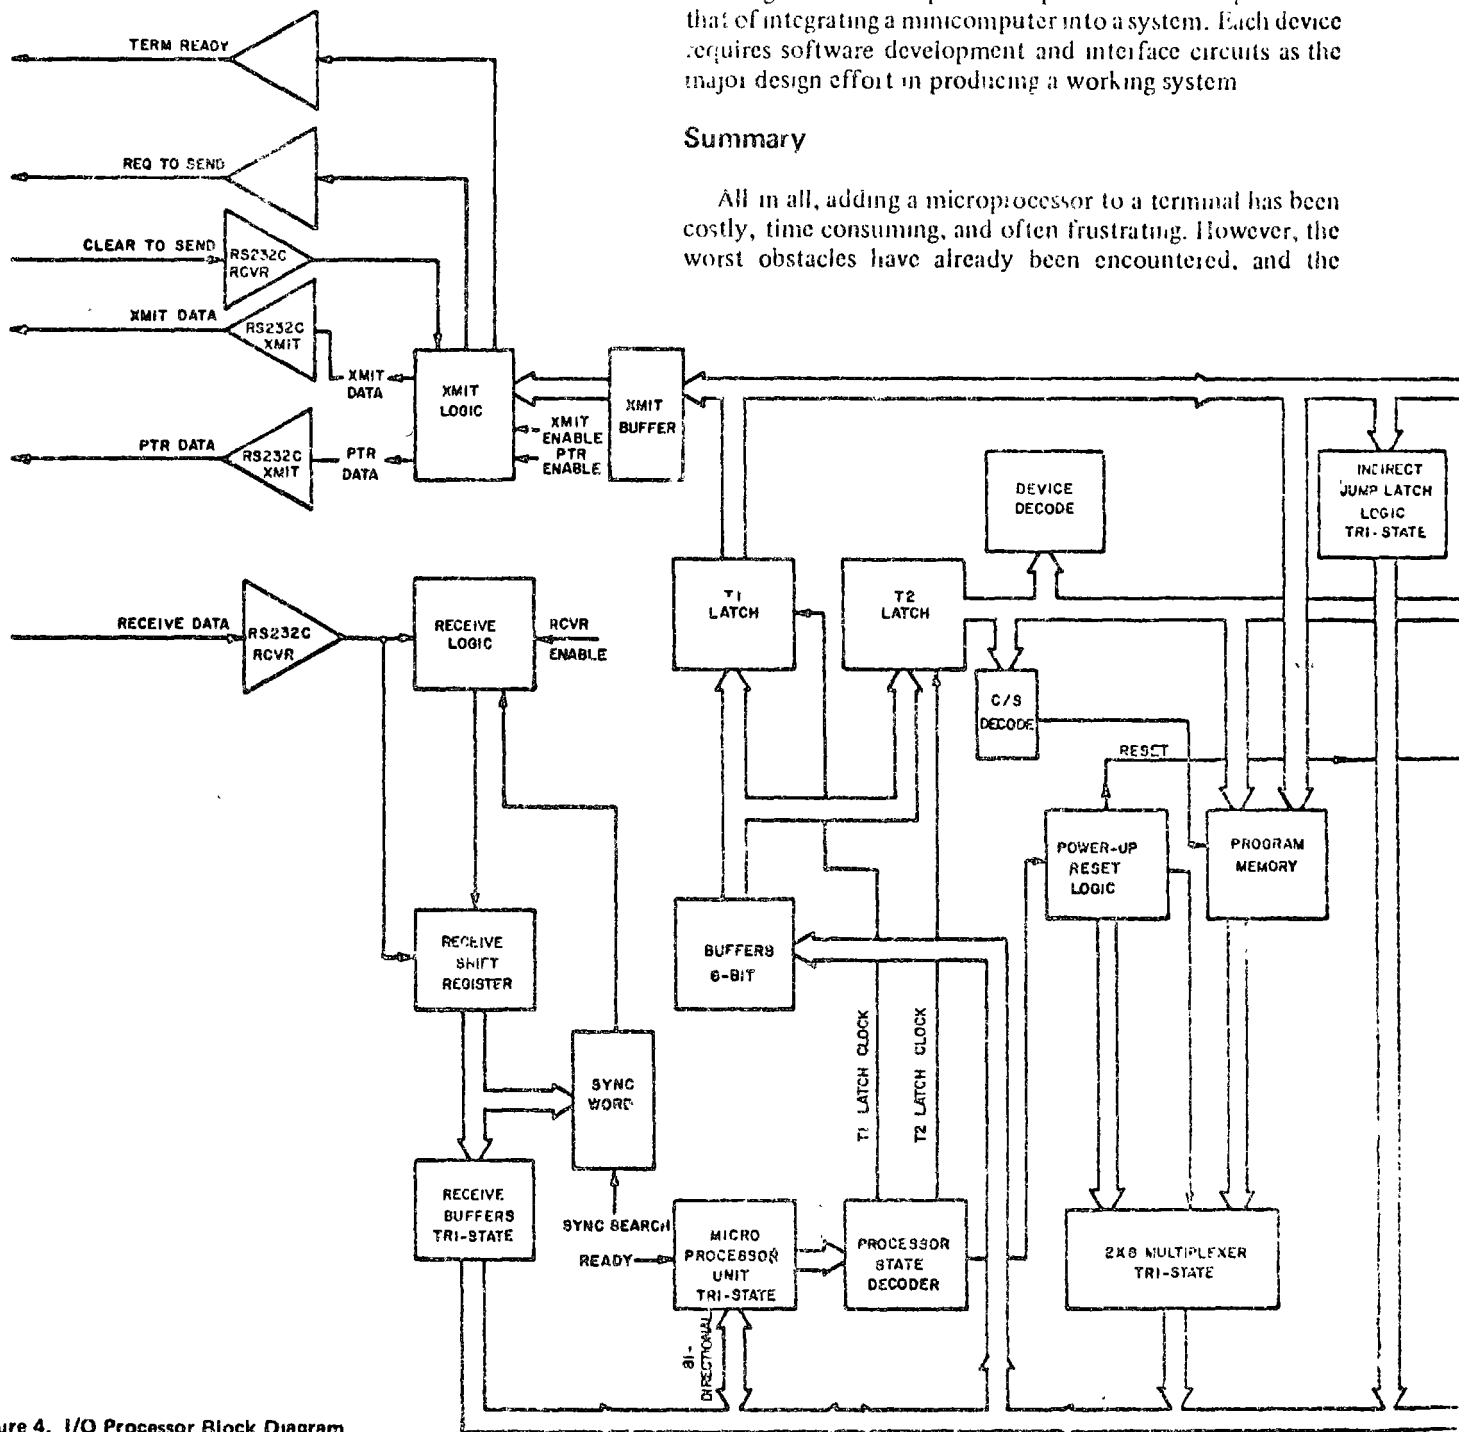 that of integrating a minicomputer into a system. Each device
requires software development and interface circuits as the
major design effort in producing a working system
Summary
All in all, adding a microprocessor to a terminal has been
costly, time consuming, and often frustrating. However, the
worst obstacles have already been encountered, and the
TERM READY
REQ TO SEND
CLEAR TO SEND
RS232C
RCVR
XMIT DATA
RS232C
XMIT
XMIT
DATA
XMIT
LOGIC
XMIT
ENABLE
PTR
ENABLE
XMIT
BUFFER
PTR DATA
RS232C
XMIT
PTR
DATA
INDIRECT
JUMP LATCH
LOGIC
TRI-STATE
DEVICE
DECODE
T1
LATCH
T2
LATCH
RECEIVE DATA
RS232C
RCVR
RECEIVE
LOGIC
RCVR
ENABLE
C/S
DECODE
RESET
POWER-UP
RESET
LOGIC
PROGRAM
MEMORY
RECEIVE
SHIFT
REGISTER
BUFFERS
8-BIT
T1 LATCH CLOCK
T2 LATCH CLOCK
SYNC
WORD
RECEIVE
BUFFERS
TRI-STATE
SYNC SEARCH
READY
MICRO
PROCESSOR
UNIT
TRI-STATE
PROCESSOR
STATE
DECODER
2X8 MULTIPLEXER
TRI-STATE
BI-
DIRECTIONAL
ure 4. I/O Processor Block Diagram